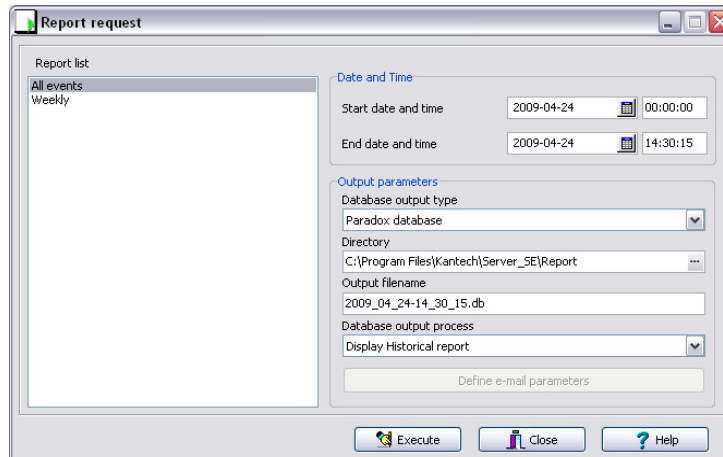 Report request
Report list
All events
Weekly
Date and Time
Start date and time 2009-04-24 00:00:00
End date and time 2009-04-24 14:30:15
Output parameters
Database output type
Paradox database
Directory
C:\Program Files\Kantech\Server_SE\Report ...
Output filename
2009_04_24-14_30_15.db
Database output process
Display Historical report
Define e-mail parameters
Execute Close ? Help